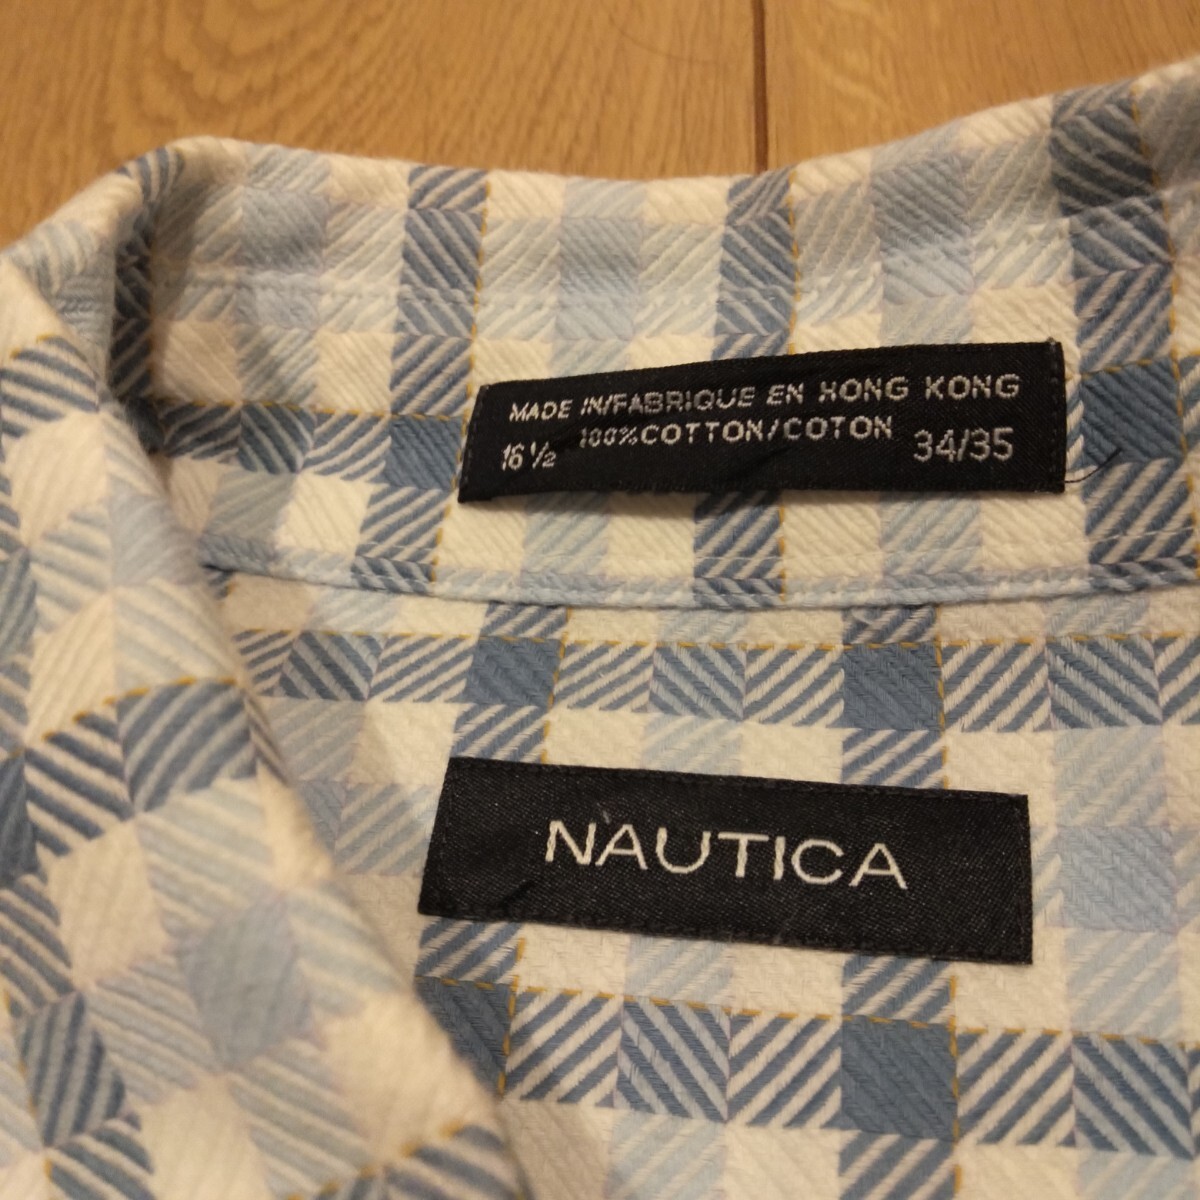 MADE IN/FABRIQUE EN HONG KONG
100% COTTON/COTON
16 1/2 34/35
NAUTICA